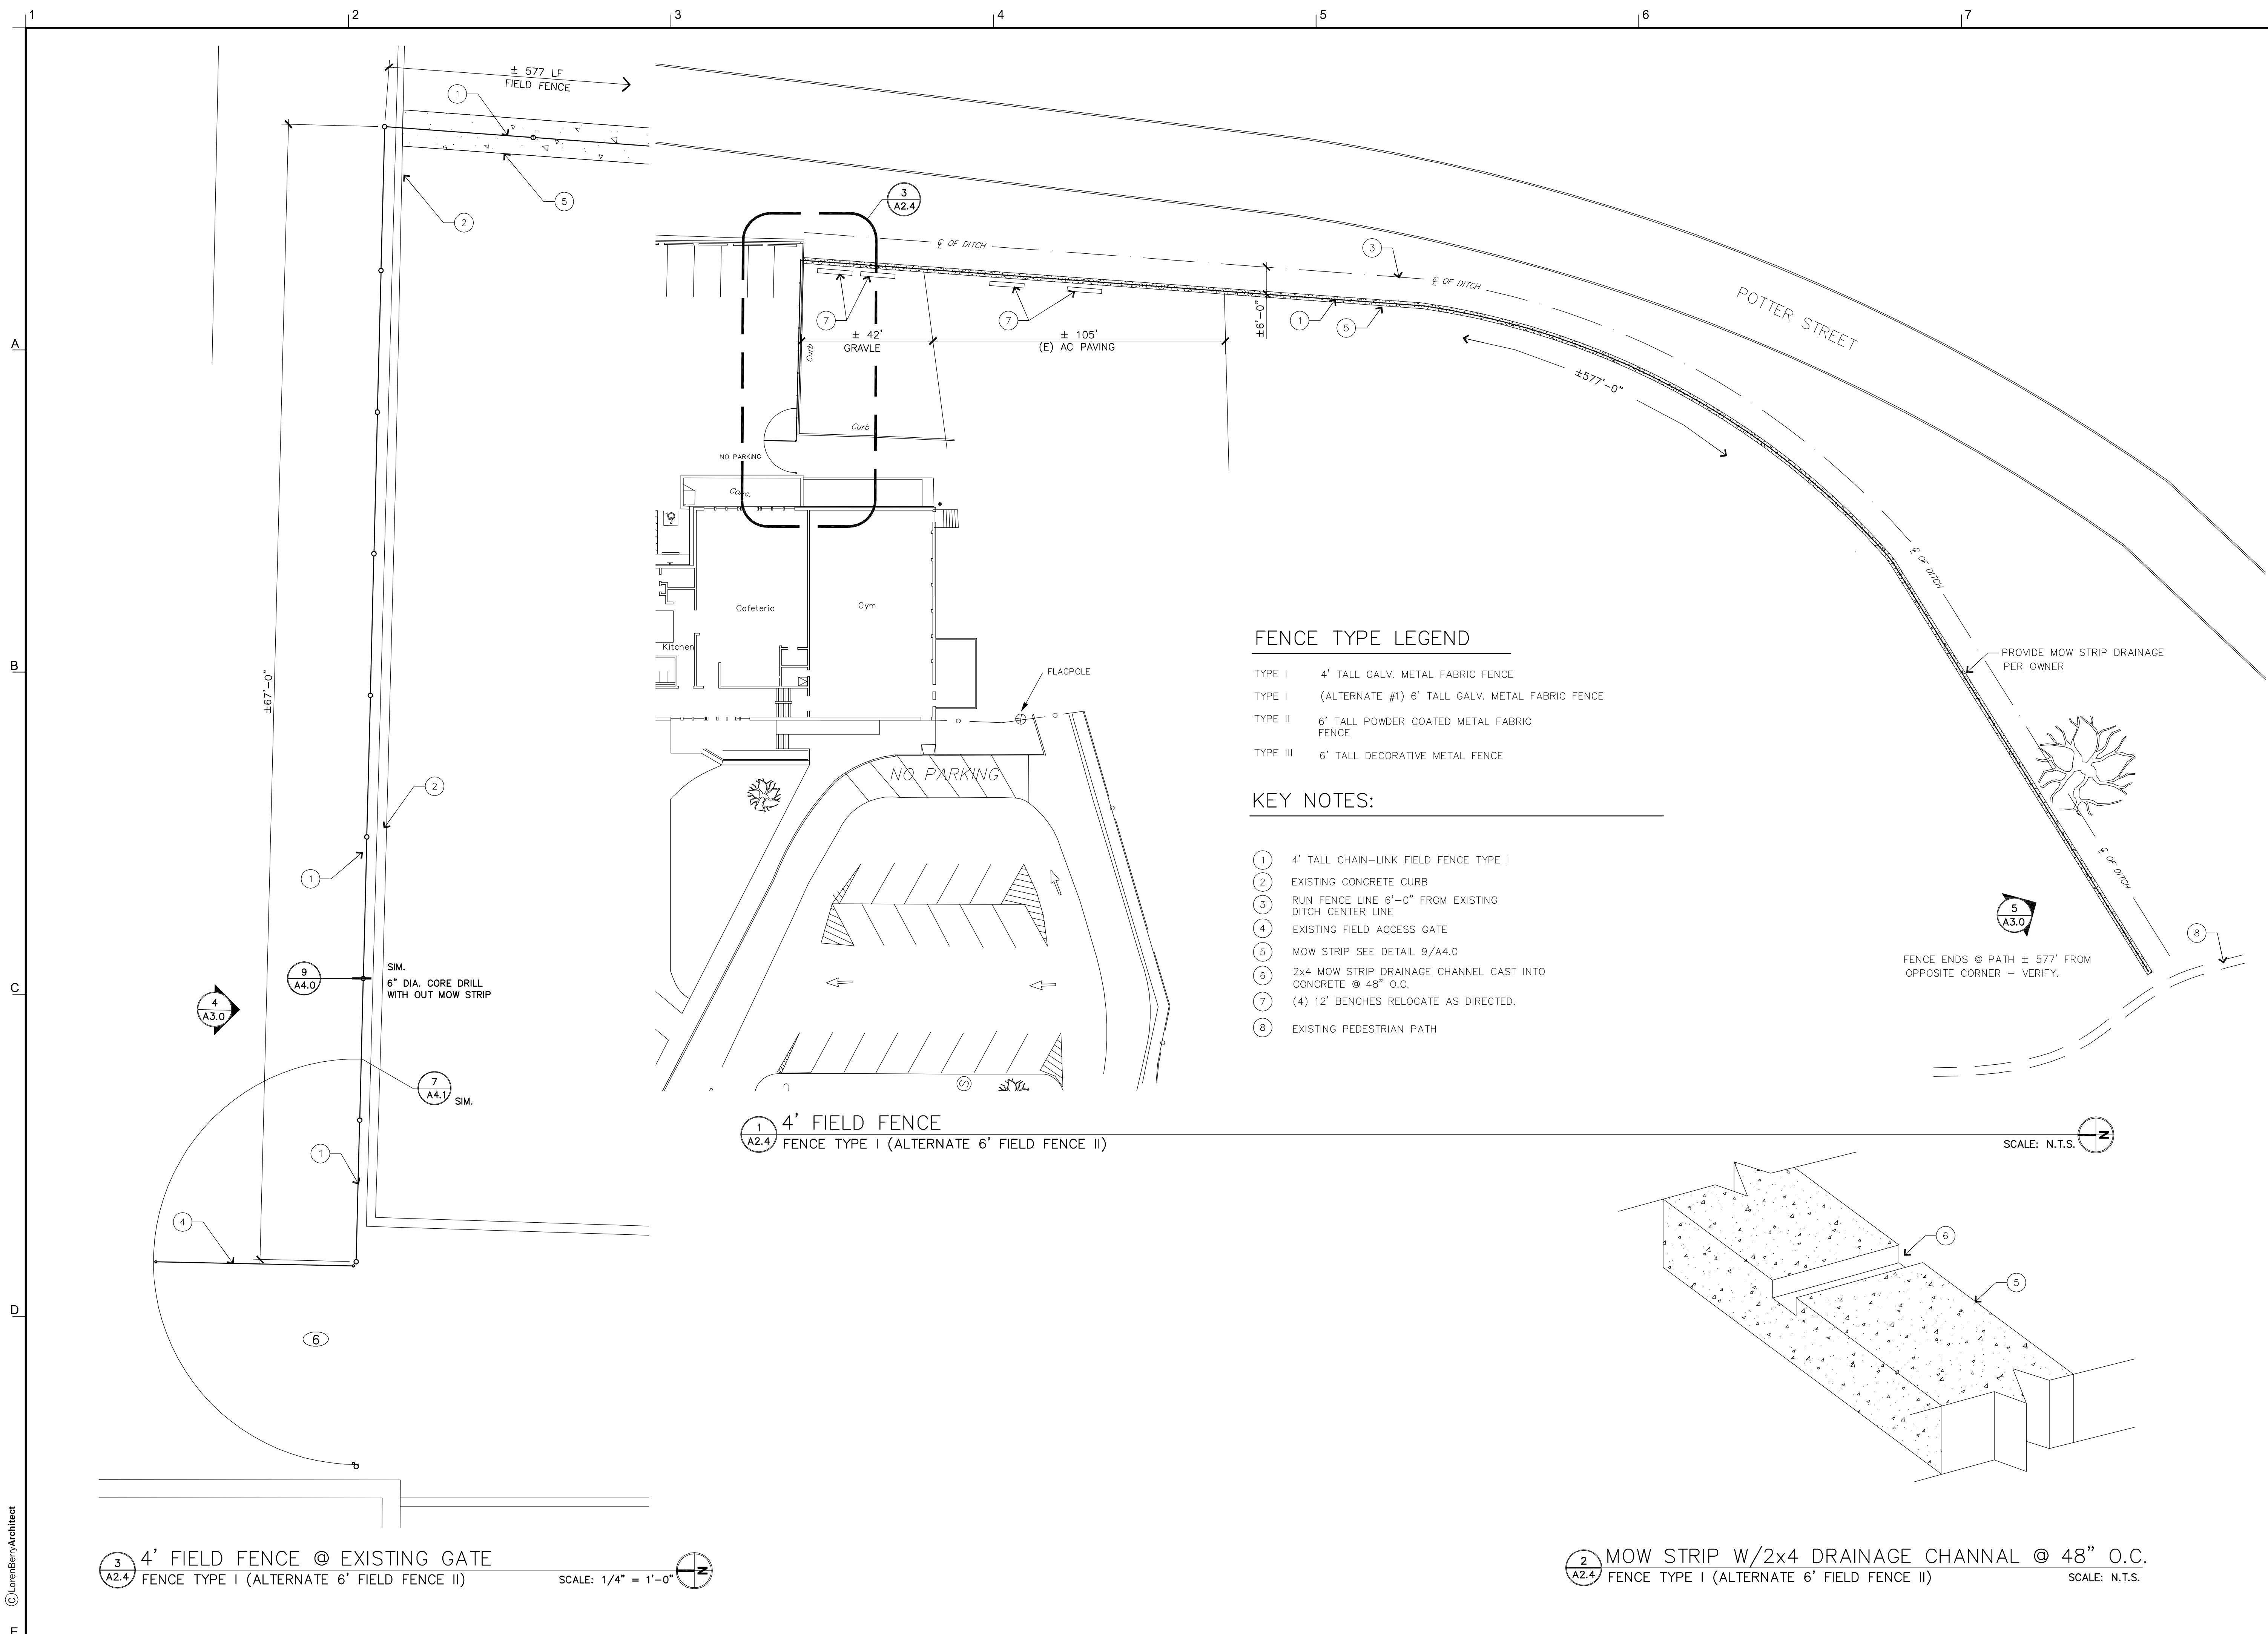 1
2
3
4
5
6
7
A
B
C
D
E
© LorenBerryArchitect
± 577 LF
FIELD FENCE
1
5
2
±67'-0"
2
1
9
A4.0
SIM.
6" DIA. CORE DRILL
WITH OUT MOW STRIP
4
A3.0
7
A4.1
SIM.
1
4
6
3
A2.4
4' FIELD FENCE @ EXISTING GATE
FENCE TYPE I (ALTERNATE 6' FIELD FENCE II)
SCALE: 1/4" = 1'-0"
N
3
A2.4
℄ OF DITCH
3
℄ OF DITCH
POTTER STREET
7
7
1
5
±6'-0"
± 42'
GRAVLE
± 105'
(E) AC PAVING
Curb
±577'-0"
Curb
NO PARKING
Conc.
℄ OF DITCH
Cafeteria
Gym
Kitchen
FLAGPOLE
NO PARKING
PROVIDE MOW STRIP DRAINAGE
PER OWNER
℄ OF DITCH
5
A3.0
8
FENCE ENDS @ PATH ± 577' FROM
OPPOSITE CORNER – VERIFY.
S
FENCE TYPE LEGEND
TYPE I 4' TALL GALV. METAL FABRIC FENCE
TYPE I (ALTERNATE #1) 6' TALL GALV. METAL FABRIC FENCE
TYPE II 6' TALL POWDER COATED METAL FABRIC
FENCE
TYPE III 6' TALL DECORATIVE METAL FENCE
KEY NOTES:
1 4' TALL CHAIN–LINK FIELD FENCE TYPE I
2 EXISTING CONCRETE CURB
3 RUN FENCE LINE 6'–0" FROM EXISTING
DITCH CENTER LINE
4 EXISTING FIELD ACCESS GATE
5 MOW STRIP SEE DETAIL 9/A4.0
6 2x4 MOW STRIP DRAINAGE CHANNEL CAST INTO
CONCRETE @ 48" O.C.
7 (4) 12' BENCHES RELOCATE AS DIRECTED.
8 EXISTING PEDESTRIAN PATH
1
A2.4
4' FIELD FENCE
FENCE TYPE I (ALTERNATE 6' FIELD FENCE II)
SCALE: N.T.S.
N
6
5
2
A2.4
MOW STRIP W/2x4 DRAINAGE CHANNAL @ 48" O.C.
FENCE TYPE I (ALTERNATE 6' FIELD FENCE II)
SCALE: N.T.S.